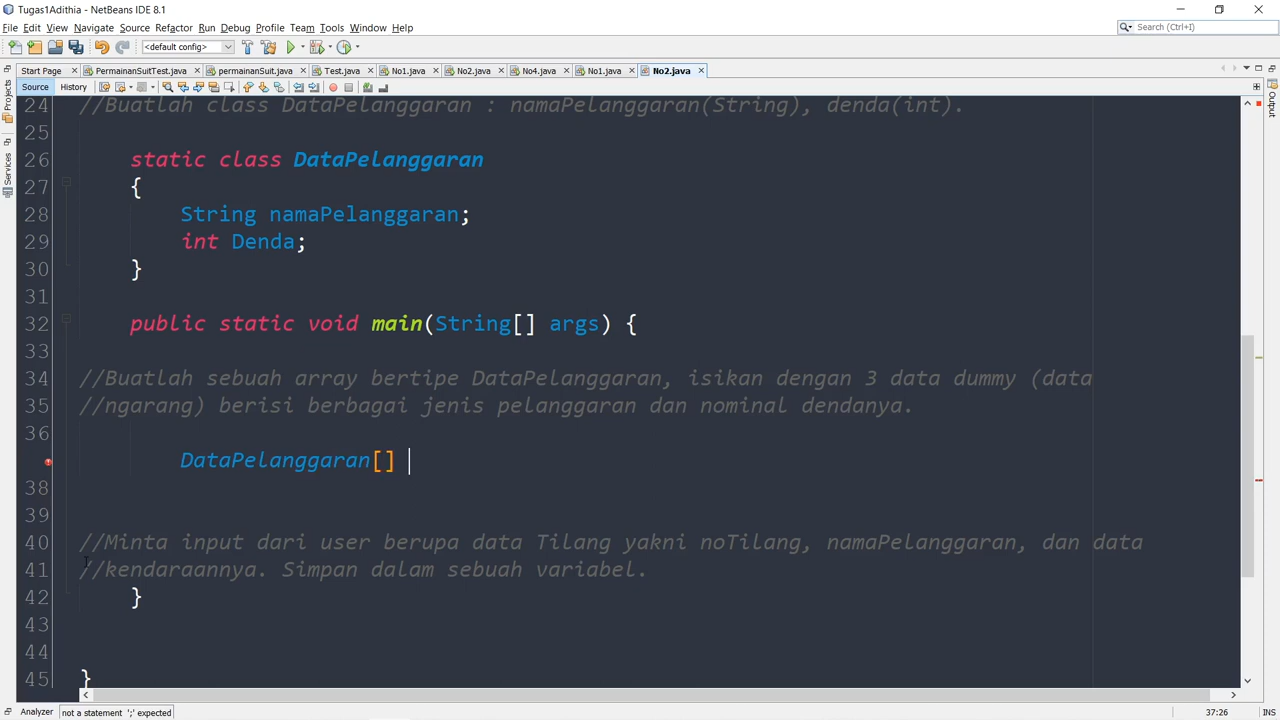 Tugas1Adithia - NetBeans IDE 8.1
File Edit View Navigate Source Refactor Run Debug Profile Team Tools Window Help
<default config>
Search (Ctrl+I)
Start Page PermainanSuitTest.java permainanSuit.java Test.java No1.java No2.java No4.java No1.java No2.java
Source History
Projects
Services
Output
24 //Buatlah class DataPelanggaran : namaPelanggaran(String), denda(int).
25
26 static class DataPelanggaran
27 {
28 String namaPelanggaran;
29 int Denda;
30 }
31
32 public static void main(String[] args) {
33
34 //Buatlah sebuah array bertipe DataPelanggaran, isikan dengan 3 data dummy (data
35 //ngarang) berisi berbagai jenis pelanggaran dan nominal dendanya.
36
DataPelanggaran[]
38
39
40 //Minta input dari user berupa data Tilang yakni noTilang, namaPelanggaran, dan data
41 //kendaraannya. Simpan dalam sebuah variabel.
42 }
43
44
45 }
Analyzer not a statement ';' expected 37:26 INS